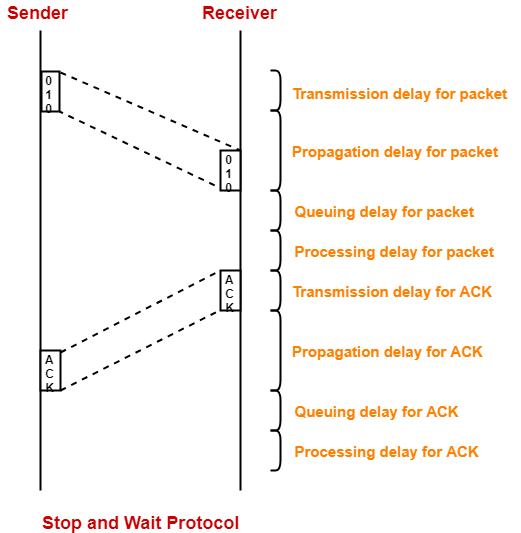 Sender Receiver
0
1
0
Transmission delay for packet
0
1
0
Propagation delay for packet
Queuing delay for packet
Processing delay for packet
A
C
K
Transmission delay for ACK
A
C
K
Propagation delay for ACK
Queuing delay for ACK
Processing delay for ACK
Stop and Wait Protocol